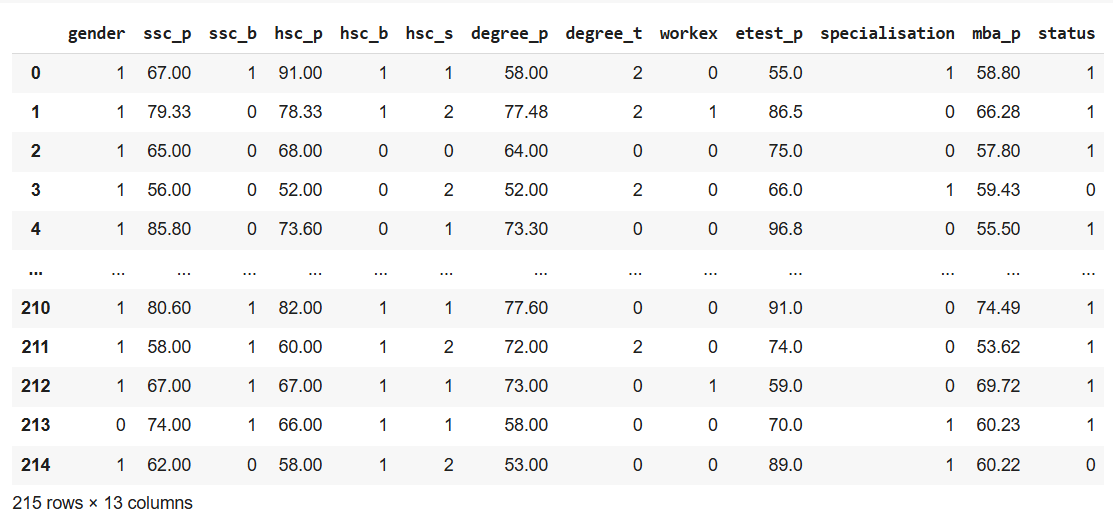 gender ssc_p ssc_b hsc_p hsc_b hsc_s degree_p degree_t workex etest_p specialisation mba_p status
0 1 67.00 1 91.00 1 1 58.00 2 0 55.0 1 58.80 1
1 1 79.33 0 78.33 1 2 77.48 2 1 86.5 0 66.28 1
2 1 65.00 0 68.00 0 0 64.00 0 0 75.0 0 57.80 1
3 1 56.00 0 52.00 0 2 52.00 2 0 66.0 1 59.43 0
4 1 85.80 0 73.60 0 1 73.30 0 0 96.8 0 55.50 1
... ... ... ... ... ... ... ... ... ... ... ... ... ...
210 1 80.60 1 82.00 1 1 77.60 0 0 91.0 0 74.49 1
211 1 58.00 1 60.00 1 2 72.00 2 0 74.0 0 53.62 1
212 1 67.00 1 67.00 1 1 73.00 0 1 59.0 0 69.72 1
213 0 74.00 1 66.00 1 1 58.00 0 0 70.0 1 60.23 1
214 1 62.00 0 58.00 1 2 53.00 0 0 89.0 1 60.22 0
215 rows × 13 columns